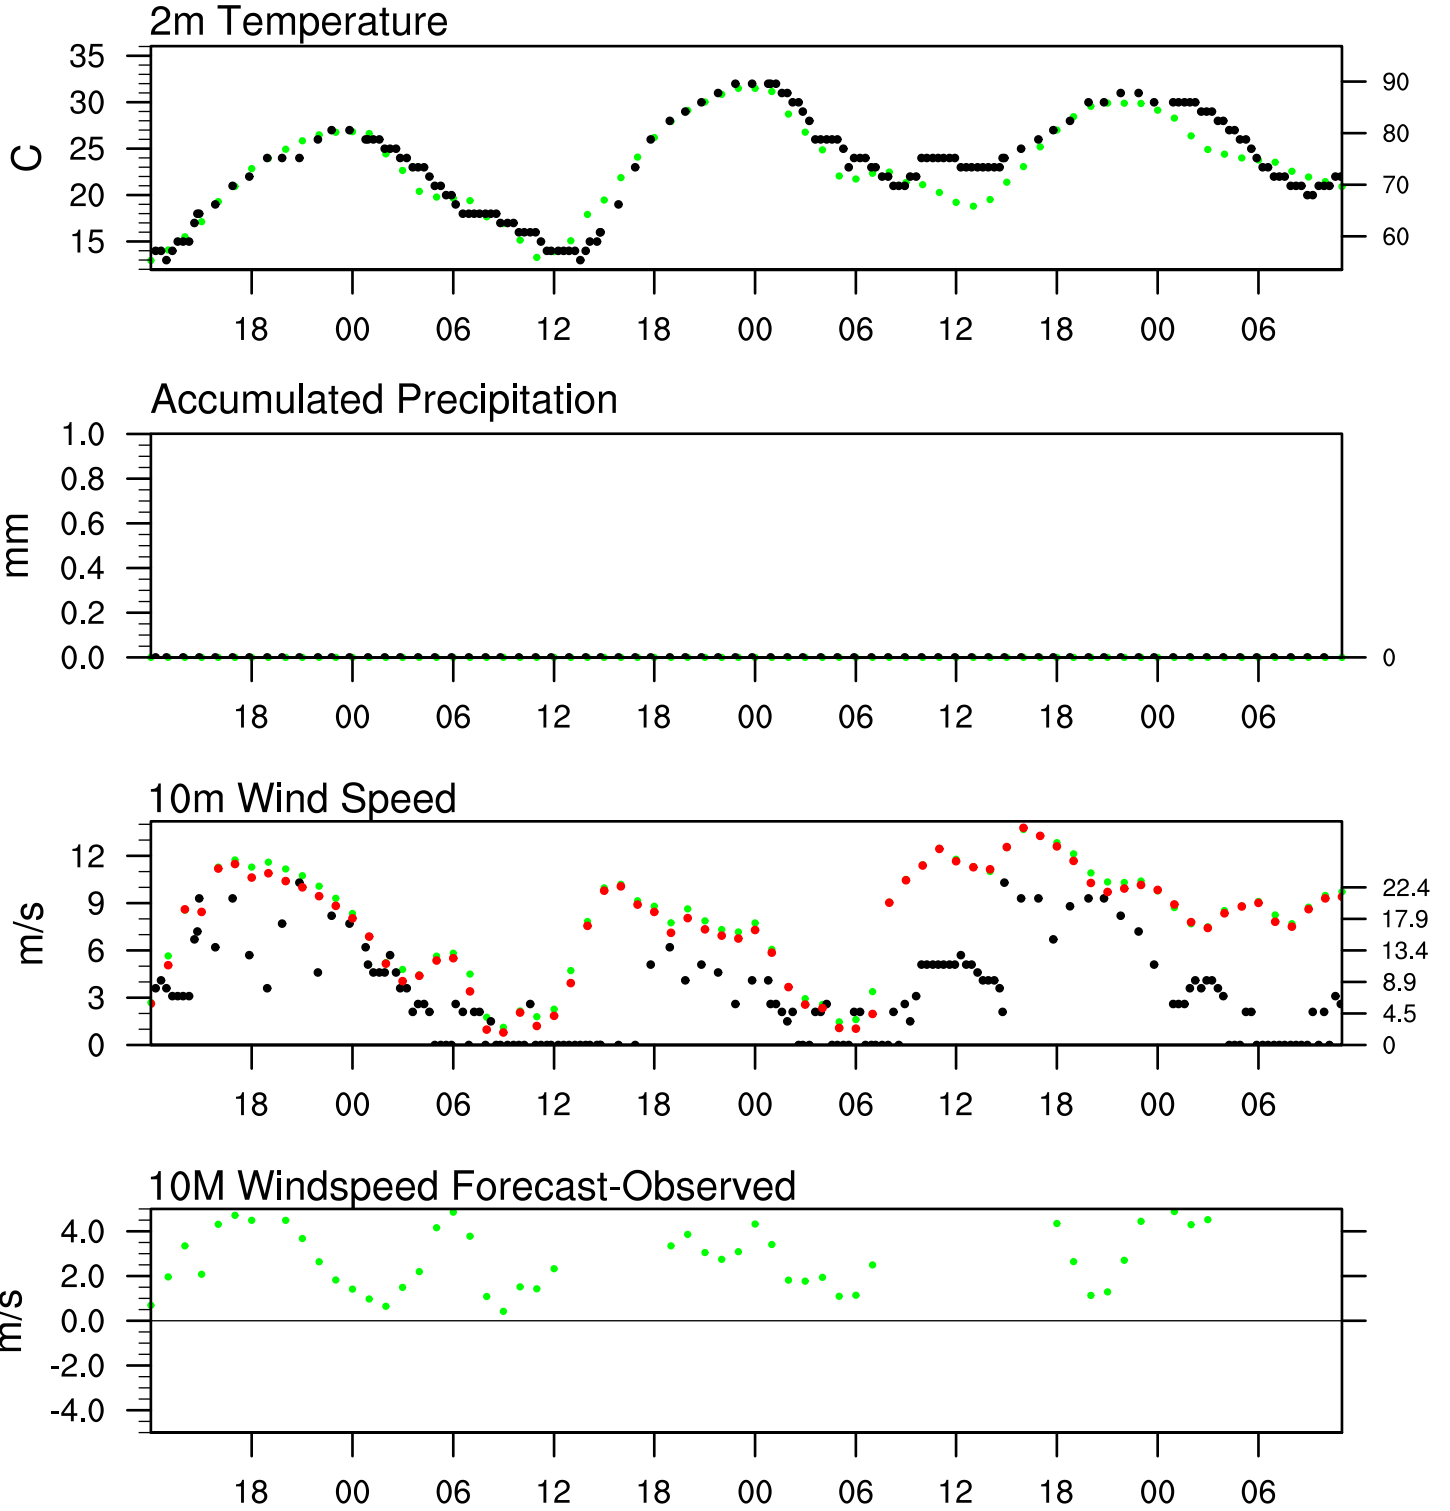 2m Temperature
35
30
25
20
15
C
90
80
70
60
18 00 06 12 18 00 06 12 18 00 06
Accumulated Precipitation
1.0
0.8
0.6
0.4
0.2
0.0
mm
0
18 00 06 12 18 00 06 12 18 00 06
10m Wind Speed
12
9
6
3
0
m/s
22.4
17.9
13.4
8.9
4.5
0
18 00 06 12 18 00 06 12 18 00 06
10M Windspeed Forecast-Observed
4.0
2.0
0.0
-2.0
-4.0
m/s
18 00 06 12 18 00 06 12 18 00 06